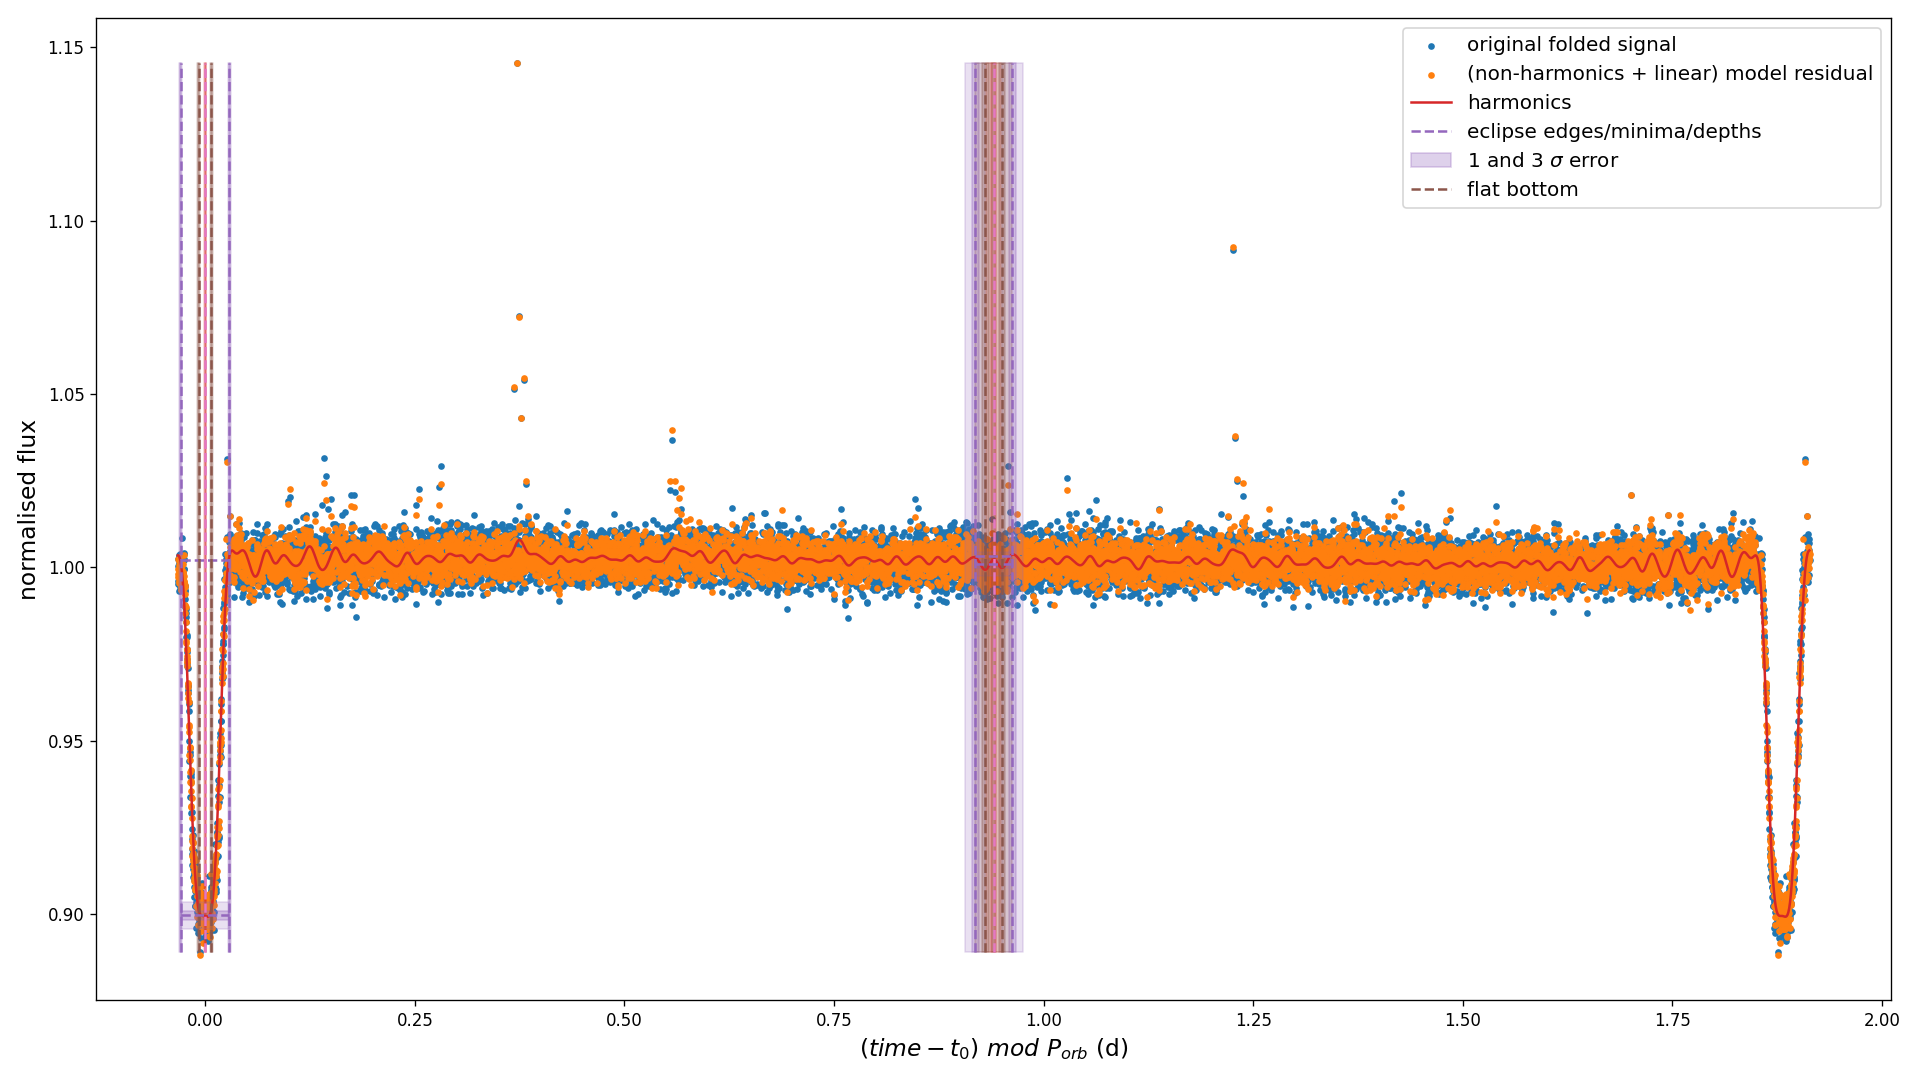 1.15
1.10
1.05
1.00
0.95
0.90
normalised flux
original folded signal
(non-harmonics + linear) model residual
harmonics
eclipse edges/minima/depths
1 and 3 σ error
flat bottom
0.00 0.25 0.50 0.75 1.00 1.25 1.50 1.75 2.00
(time − t₀) mod Pₒᵣb (d)